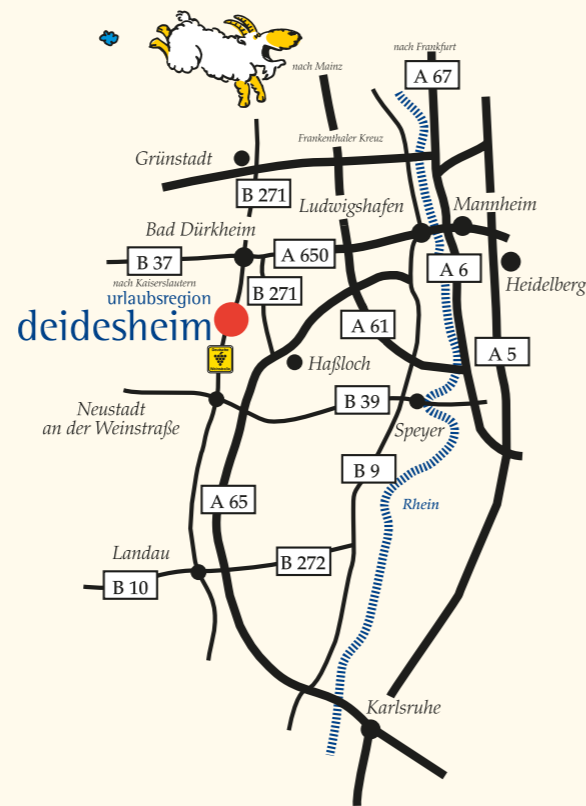 nach Frankfurt
nach Mainz
A 67
Frankenthaler Kreuz
Grünstadt
B 271
Ludwigshafen
Mannheim
Bad Dürkheim
A 650
B 37
A 6
nach Kaiserslautern
Heidelberg
urlaubsregion
B 271
deidesheim
A 61
A 5
Deutsche
Weinstraße
Haßloch
B 39
Neustadt
an der Weinstraße
Speyer
B 9
A 65
Rhein
Landau
B 272
B 10
Karlsruhe